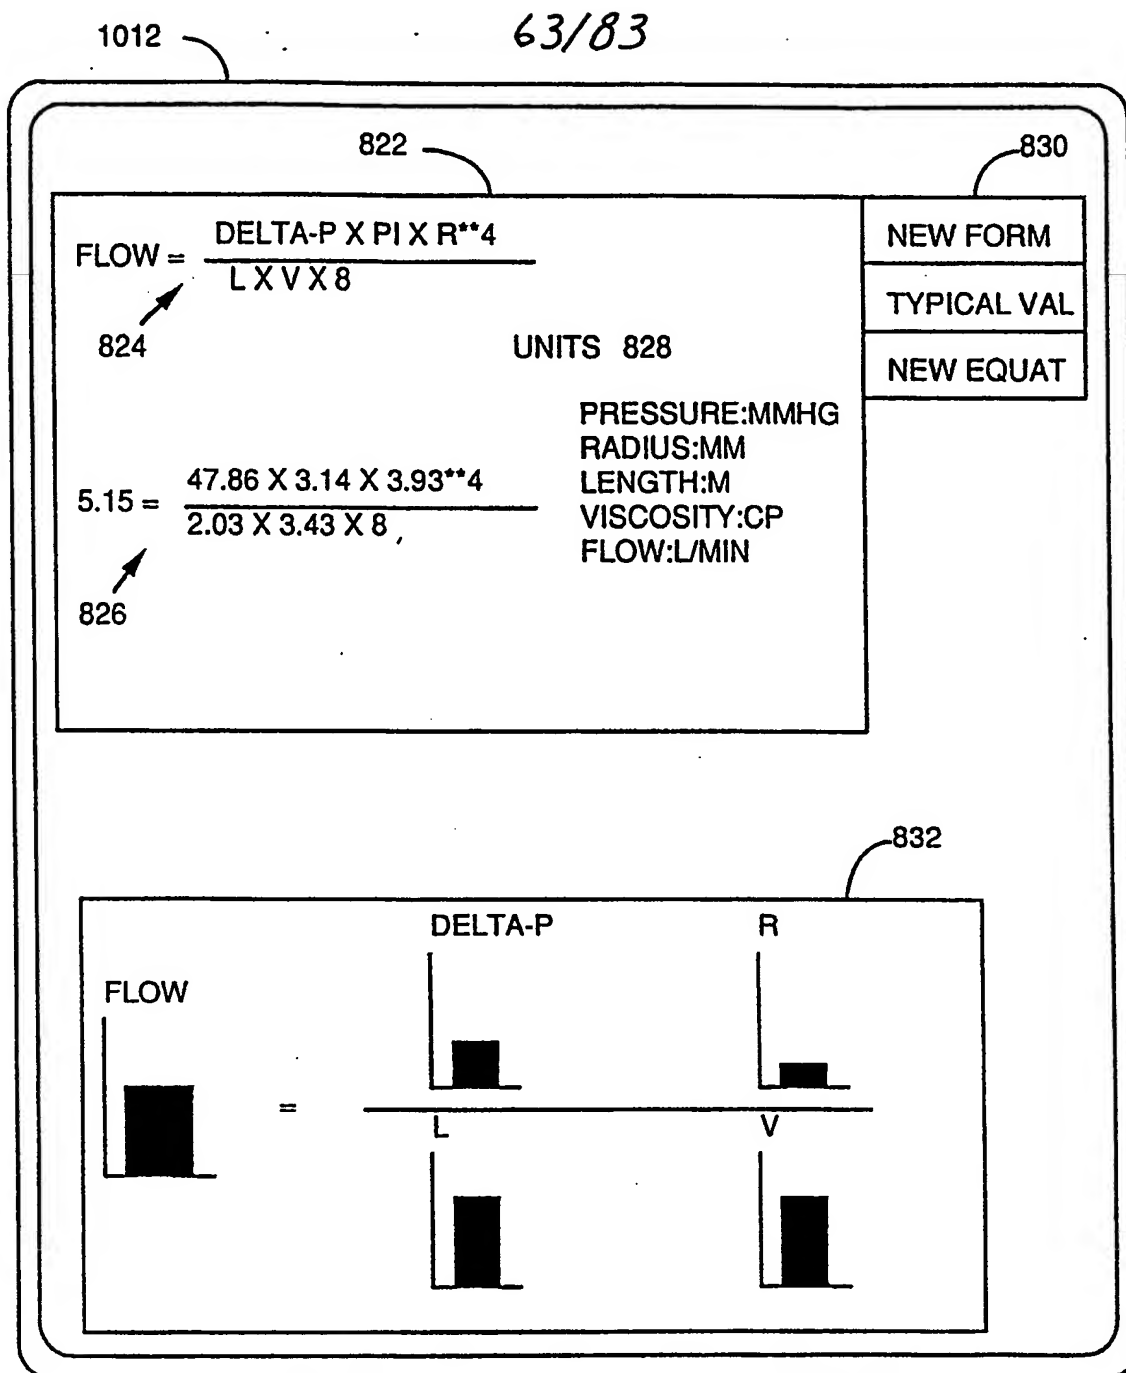 63/83
1012
822
830
FLOW = DELTA-P X PI X R**4
L X V X 8
824
UNITS 828
NEW FORM
TYPICAL VAL
NEW EQUAT
PRESSURE:MMHG
RADIUS:MM
LENGTH:M
VISCOSITY:CP
FLOW:L/MIN
5.15 = 47.86 X 3.14 X 3.93**4
2.03 X 3.43 X 8
826
832
DELTA-P R
FLOW
=
L V